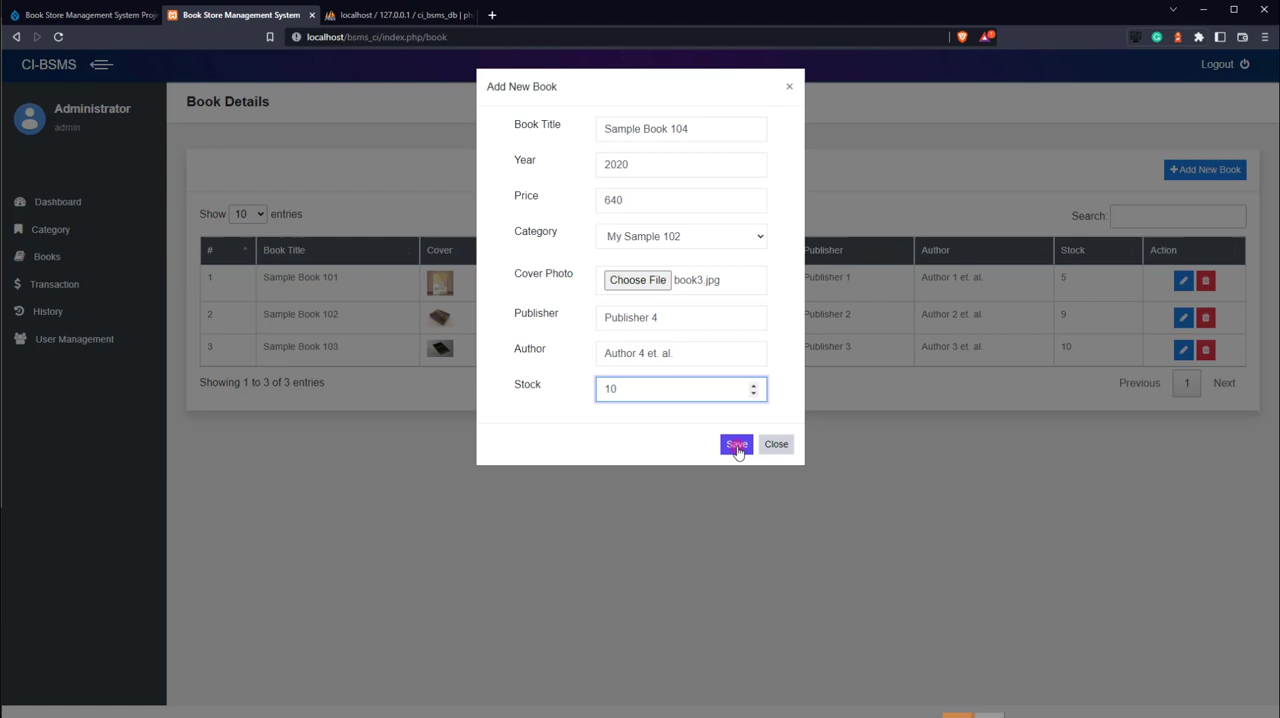 Book Store Management System Proj
Book Store Management System ×
localhost / 127.0.0.1 / ci_bsms_db | ph
localhost/bsms_ci/index.php/book
CI-BSMS
Logout
Administrator
admin
Dashboard
Category
Books
Transaction
History
User Management
Book Details
+ Add New Book
Show 10 entries
Search:
# Book Title Cover Publisher Author Stock Action
1 Sample Book 101 Publisher 1 Author 1 et. al. 5
2 Sample Book 102 Publisher 2 Author 2 et. al. 9
3 Sample Book 103 Publisher 3 Author 3 et. al. 10
Showing 1 to 3 of 3 entries
Previous 1 Next
Add New Book ×
Book Title Sample Book 104
Year 2020
Price 640
Category My Sample 102
Cover Photo Choose File book3.jpg
Publisher Publisher 4
Author Author 4 et. al.
Stock 10
Save Close